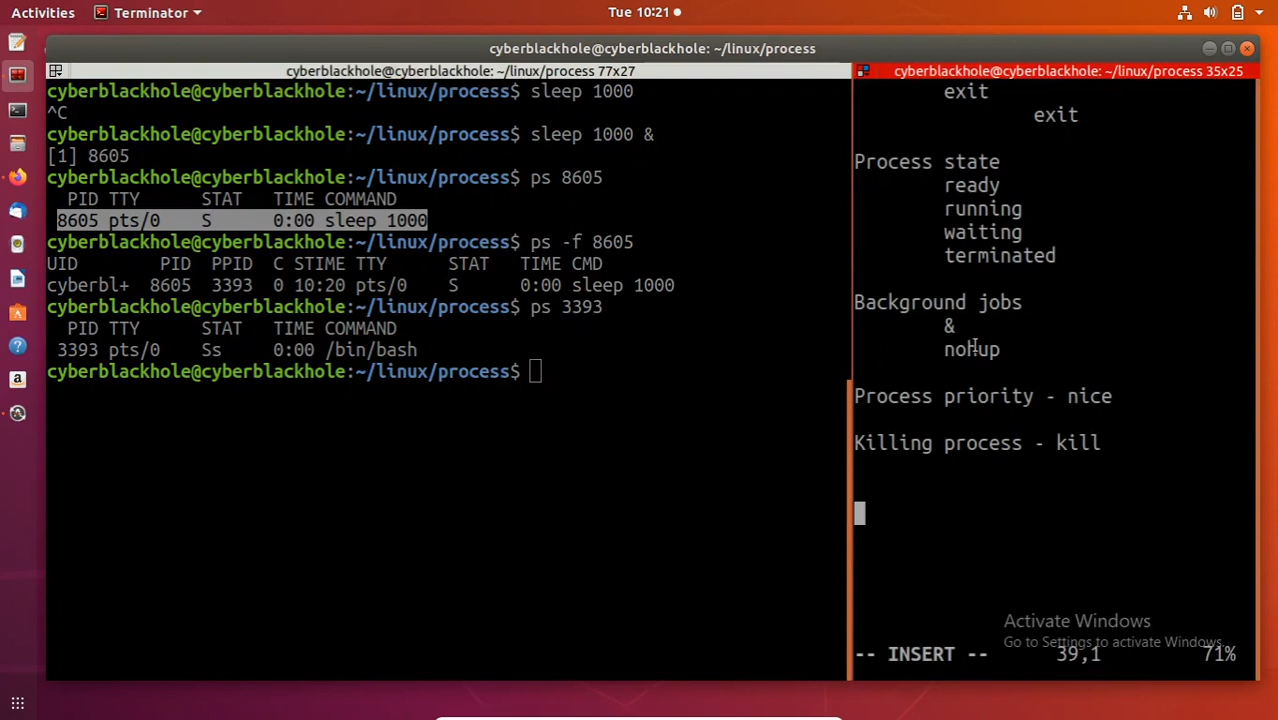 Activities Terminator Tue 10:21
cyberblackhole@cyberblackhole: ~/linux/process
cyberblackhole@cyberblackhole: ~/linux/process 77x27
cyberblackhole@cyberblackhole:~/linux/process$ sleep 1000
^C
cyberblackhole@cyberblackhole:~/linux/process$ sleep 1000 &
[1] 8605
cyberblackhole@cyberblackhole:~/linux/process$ ps 8605
PID TTY STAT TIME COMMAND
8605 pts/0 S 0:00 sleep 1000
cyberblackhole@cyberblackhole:~/linux/process$ ps -f 8605
UID PID PPID C STIME TTY STAT TIME CMD
cyberbl+ 8605 3393 0 10:20 pts/0 S 0:00 sleep 1000
cyberblackhole@cyberblackhole:~/linux/process$ ps 3393
PID TTY STAT TIME COMMAND
3393 pts/0 Ss 0:00 /bin/bash
cyberblackhole@cyberblackhole:~/linux/process$
cyberblackhole@cyberblackhole: ~/linux/process 35x25
exit
exit
Process state
ready
running
waiting
terminated
Background jobs
&
nohup
Process priority - nice
Killing process - kill
Activate Windows
Go to Settings to activate Windows.
-- INSERT -- 39,1 71%